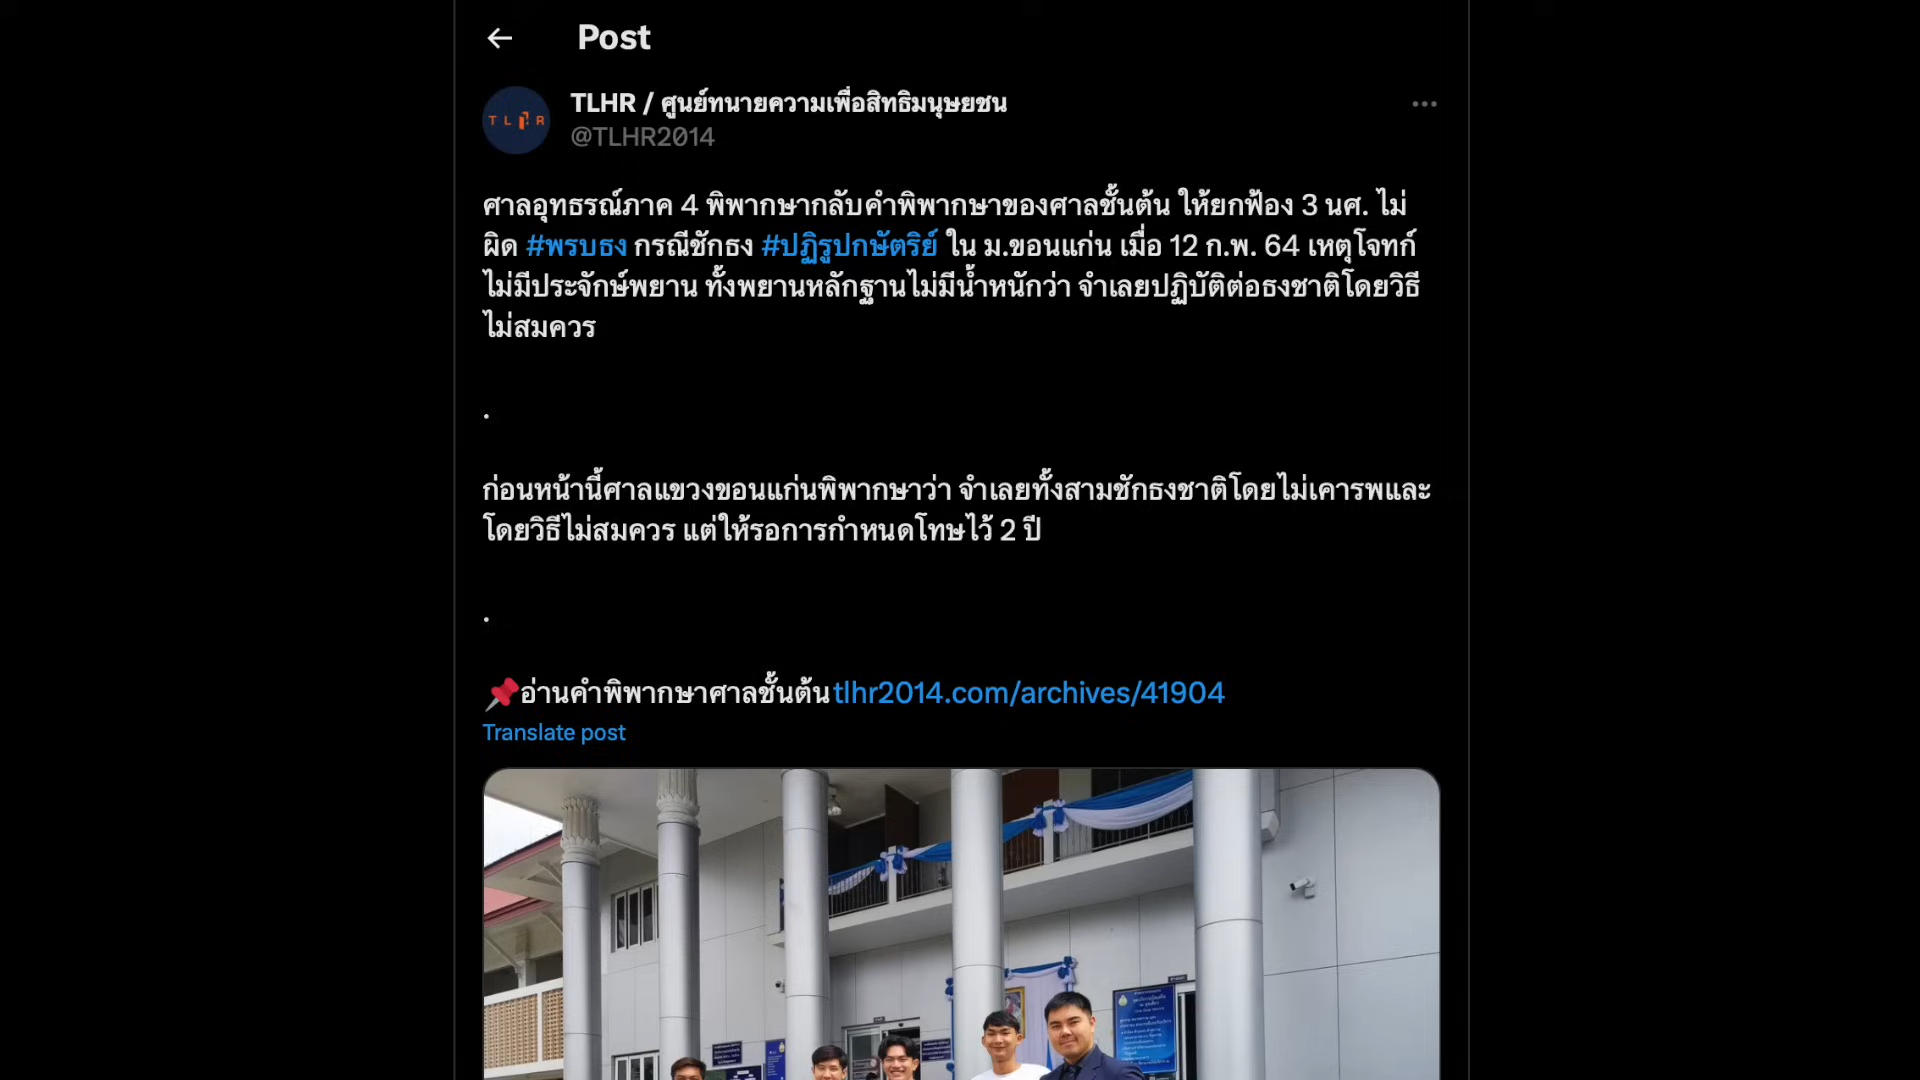 Post
TLHR / ศูนย์ทนายความเพื่อสิทธิมนุษยชน
@TLHR2014
TLHR
ศาลอุทธรณ์ภาค 4 พิพากษากลับคำพิพากษาของศาลชั้นต้น ให้ยกฟ้อง 3 นศ. ไม่
ผิด #พรบธง กรณีชักธง #ปฏิรูปกษัตริย์ ใน ม.ขอนแก่น เมื่อ 12 ก.พ. 64 เหตุโจทก์
ไม่มีประจักษ์พยาน ทั้งพยานหลักฐานไม่มีน้ำหนักว่า จำเลยปฏิบัติต่อธงชาติโดยวิธี
ไม่สมควร
.
ก่อนหน้านี้ศาลแขวงขอนแก่นพิพากษาว่า จำเลยทั้งสามชักธงชาติโดยไม่เคารพและ
โดยวิธีไม่สมควร แต่ให้รอการกำหนดโทษไว้ 2 ปี
.
📌อ่านคำพิพากษาศาลชั้นต้น tlhr2014.com/archives/41904
Translate post